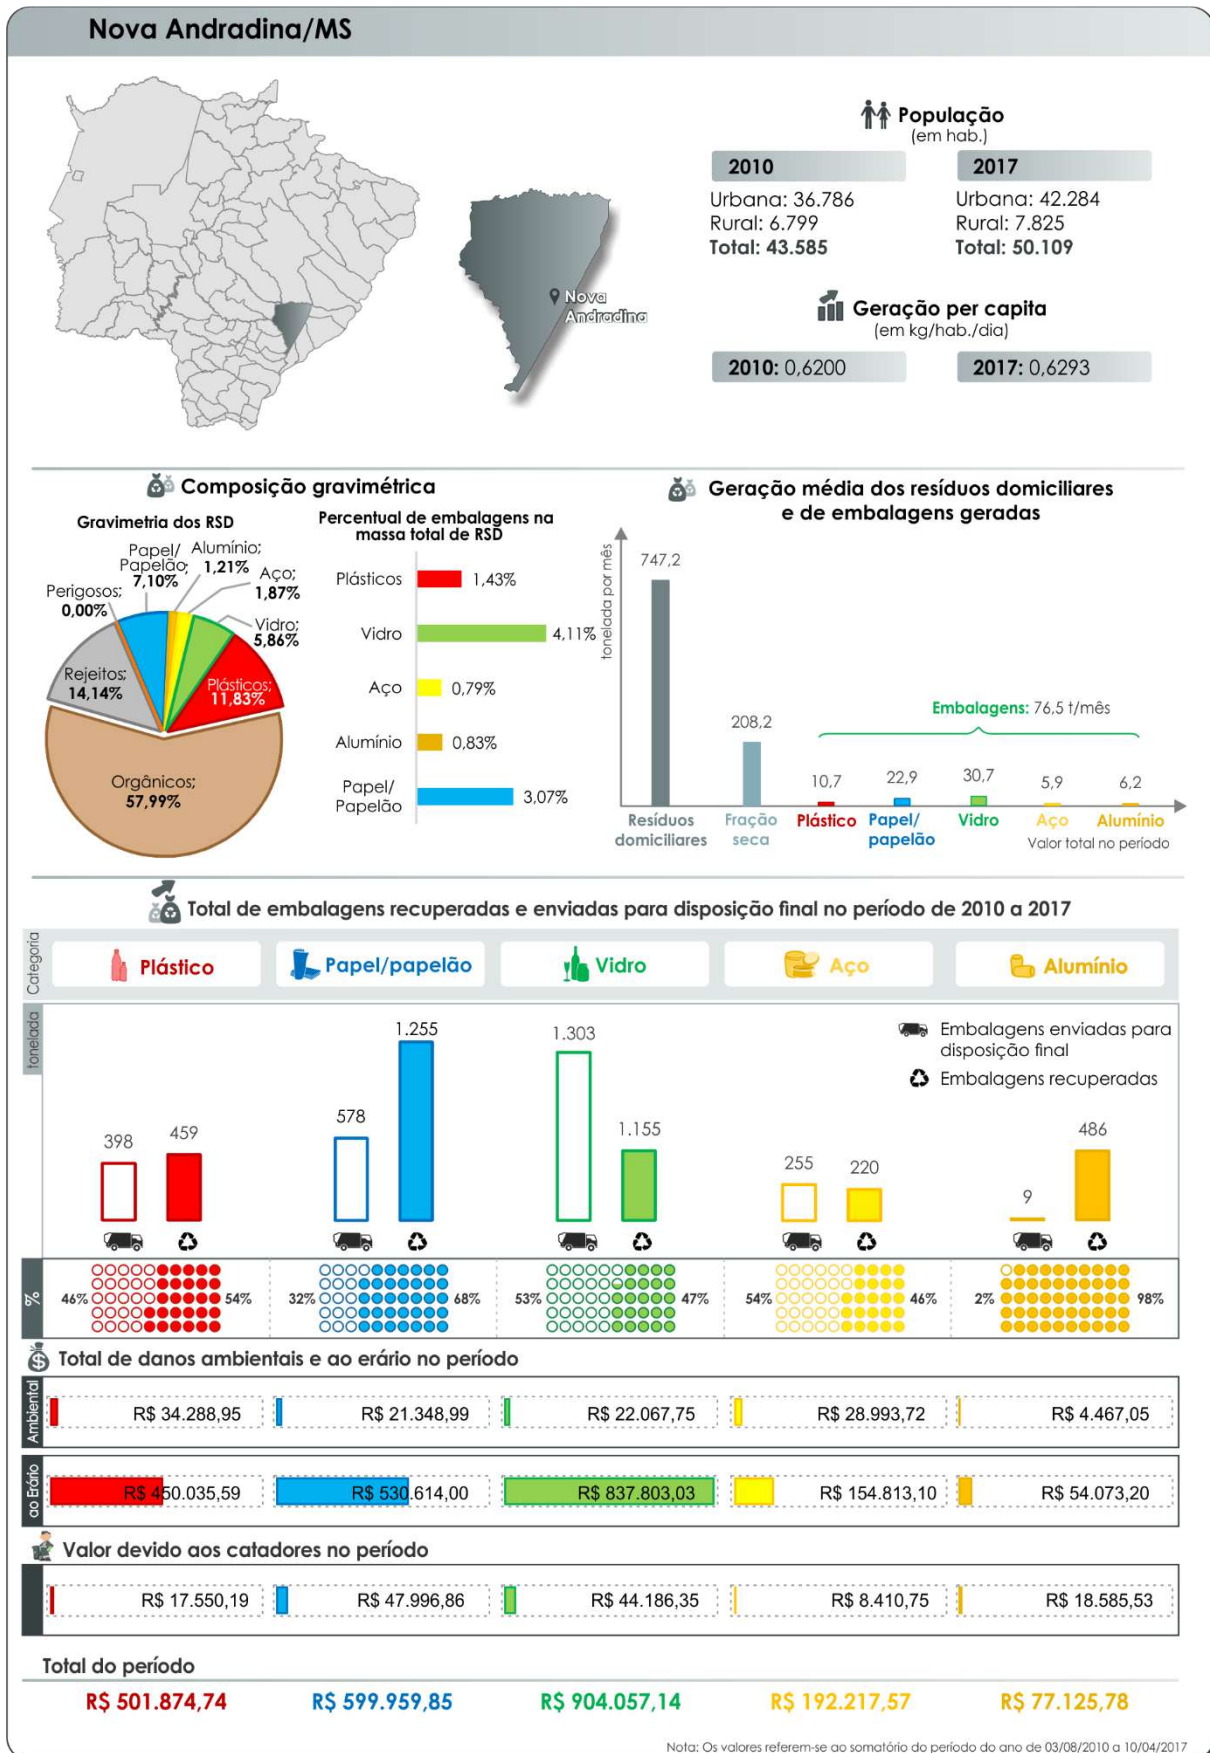 Nova Andradina/MS
População
(em hab.)
2010
2017
Urbana: 36.786
Rural: 6.799
Total: 43.585
Urbana: 42.284
Rural: 7.825
Total: 50.109
Nova
Andradina
Geração per capita
(em kg/hab./dia)
2010: 0,6200
2017: 0,6293
Composição gravimétrica
Gravimetria dos RSD
Papel/
Papelão;
7,10%
Alumínio;
1,21%
Aço;
1,87%
Perigosos;
0,00%
Vidro;
5,86%
Rejeitos;
14,14%
Plásticos;
11,83%
Orgânicos;
57,99%
Percentual de embalagens na
massa total de RSD
Plásticos
1,43%
Vidro
4,11%
Aço
0,79%
Alumínio
0,83%
Papel/
Papelão
3,07%
Geração média dos resíduos domiciliares
e de embalagens geradas
tonelada por mês
747,2
208,2
Embalagens: 76,5 t/mês
10,7
22,9
30,7
5,9
6,2
Resíduos
domiciliares
Fração
seca
Plástico
Papel/
papelão
Vidro
Aço
Alumínio
Valor total no período
Total de embalagens recuperadas e enviadas para disposição final no período de 2010 a 2017
Categoria
Plástico
Papel/papelão
Vidro
Aço
Alumínio
tonelada
398
459
578
1.255
1.303
1.155
255
220
9
486
Embalagens enviadas para
disposição final
Embalagens recuperadas
%
46%
54%
32%
68%
53%
47%
54%
46%
2%
98%
Total de danos ambientais e ao erário no período
Ambiental
R$ 34.288,95
R$ 21.348,99
R$ 22.067,75
R$ 28.993,72
R$ 4.467,05
ao Erário
R$ 450.035,59
R$ 530.614,00
R$ 837.803,03
R$ 154.813,10
R$ 54.073,20
Valor devido aos catadores no período
R$ 17.550,19
R$ 47.996,86
R$ 44.186,35
R$ 8.410,75
R$ 18.585,53
Total do período
R$ 501.874,74
R$ 599.959,85
R$ 904.057,14
R$ 192.217,57
R$ 77.125,78
Nota: Os valores referem-se ao somatório do período do ano de 03/08/2010 a 10/04/2017